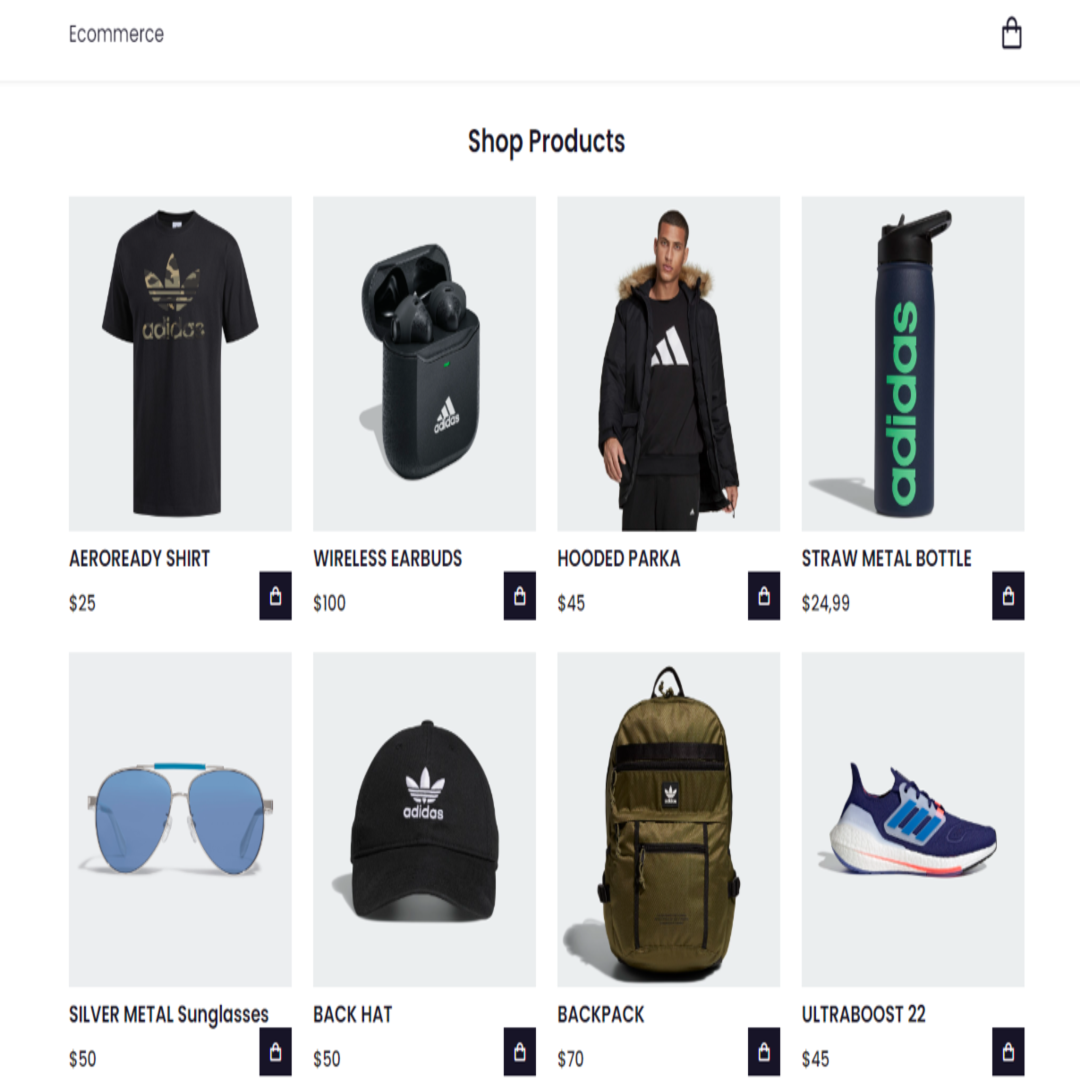 Ecommerce
Shop Products
adidas
adidas
adidas
AEROREADY SHIRT
WIRELESS EARBUDS
HOODED PARKA
STRAW METAL BOTTLE
$25
$100
$45
$24,99
adidas
SILVER METAL Sunglasses
BACK HAT
BACKPACK
ULTRABOOST 22
$50
$50
$70
$45